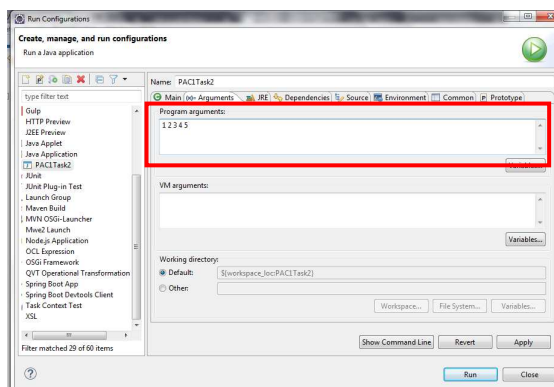 Run Configurations
Create, manage, and run configurations
Run a Java application
type filter text
Gulp
HTTP Preview
J2EE Preview
Java Applet
Java Application
PAC1Task2
JUnit
JUnit Plug-in Test
Launch Group
Maven Build
MVN OSGi-Launcher
Mwe2 Launch
Node.js Application
OCL Expression
OSGi Framework
QVT Operational Transformation
Spring Boot App
Spring Boot Devtools Client
Task Context Test
XSL
Filter matched 29 of 60 items
Name: PAC1Task2
Main (x)= Arguments JRE Dependencies Source Environment Common P Prototype
Program arguments:
1 2 3 4 5
Variables...
VM arguments:
Variables...
Working directory:
Default: ${workspace_loc:PAC1Task2}
Other:
Workspace... File System... Variables...
Show Command Line Revert Apply
Run Close